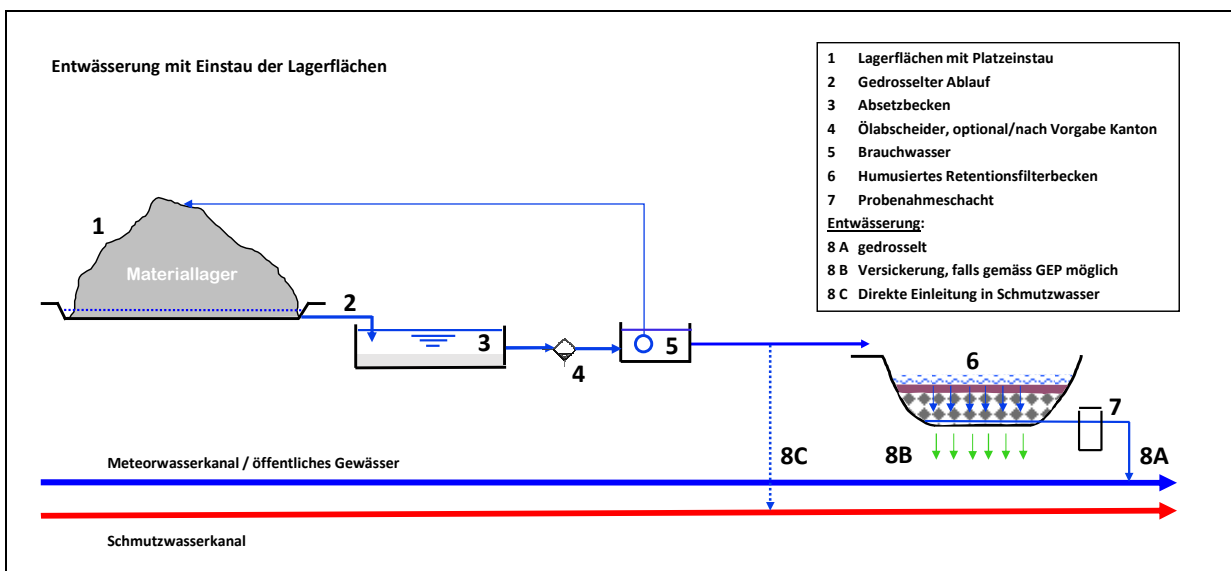 Entwässerung mit Einstau der Lagerflächen
1 Lagerflächen mit Platzeinstau
2 Gedrosselter Ablauf
3 Absetzbecken
4 Ölabscheider, optional/nach Vorgabe Kanton
5 Brauchwasser
6 Humusiertes Retentionsfilterbecken
7 Probenahmeschacht
Entwässerung:
8 A gedrosselt
8 B Versickerung, falls gemäss GEP möglich
8 C Direkte Einleitung in Schmutzwasser
1
Materiallager
2
3
4
5
6
7
8B
8C
8A
Meteorwasserkanal / öffentliches Gewässer
Schmutzwasserkanal